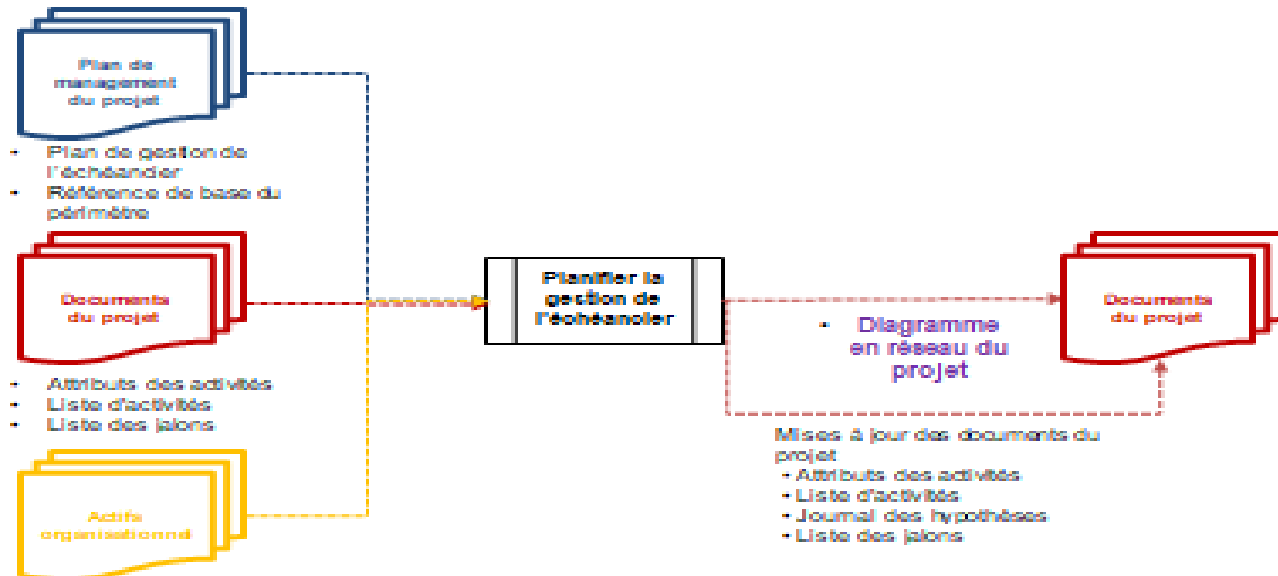 Plan de
management
du projet
• Plan de gestion de
l'échéancier
• Référence de base du
périmètre
Documents
du projet
• Attributs des activités
• Liste d'activités
• Liste des jalons
Actifs
organisationnel
Planifier la
gestion de
l'échéancier
• Diagramme
en réseau du
projet
Documents
du projet
Mises à jour des documents du
projet
• Attributs des activités
• Liste d'activités
• Journal des hypothèses
• Liste des jalons